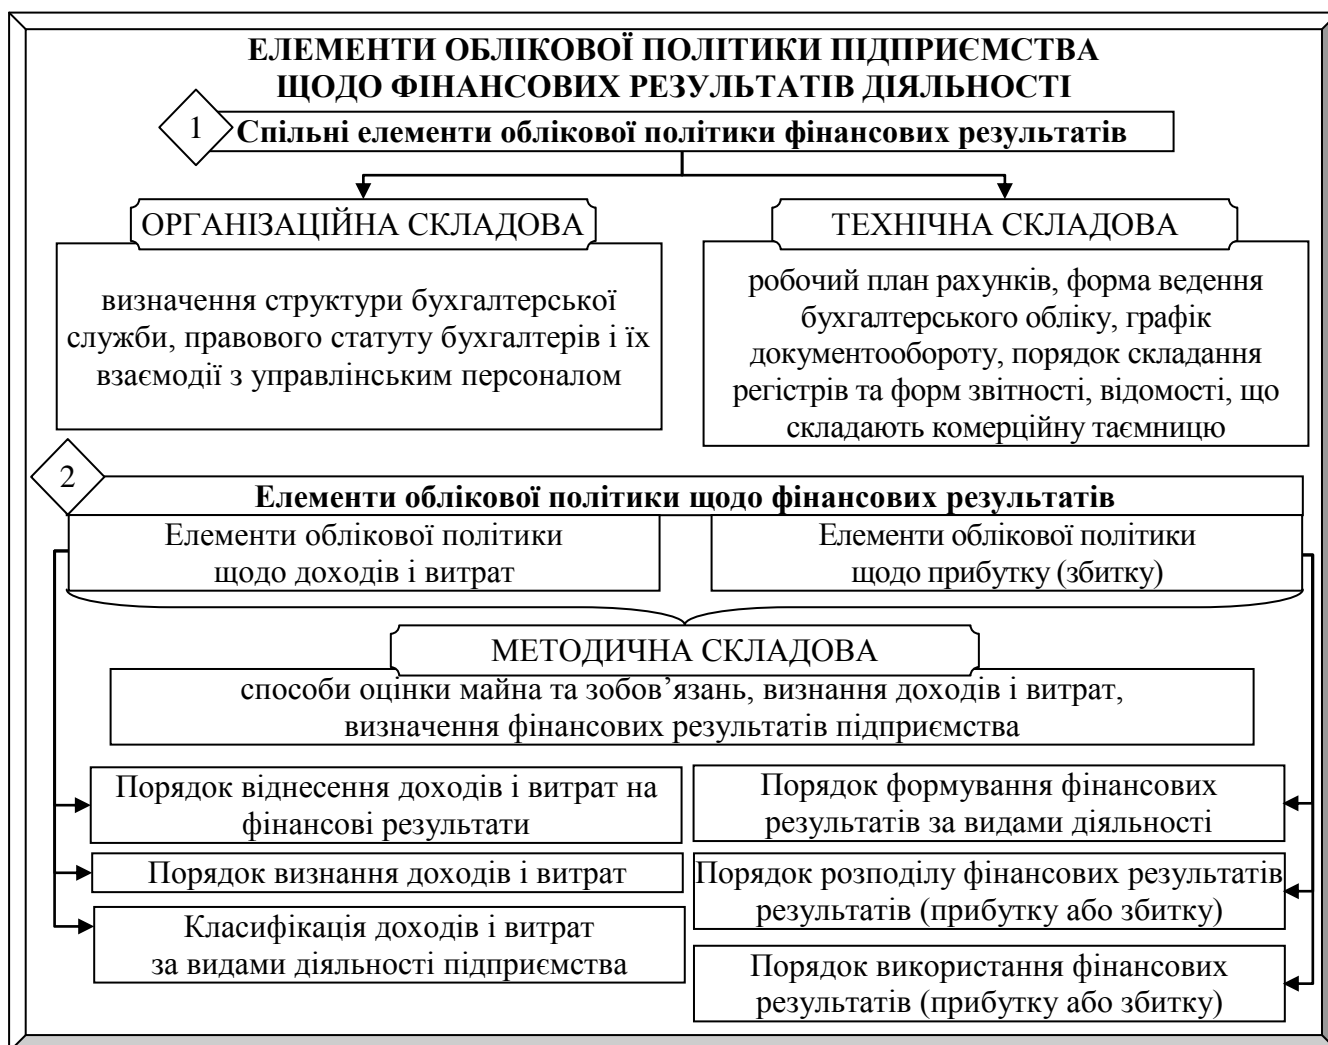 ЕЛЕМЕНТИ ОБЛІКОВОЇ ПОЛІТИКИ ПІДПРИЄМСТВА
ЩОДО ФІНАНСОВИХ РЕЗУЛЬТАТІВ ДІЯЛЬНОСТІ
1
Спільні елементи облікової політики фінансових результатів
ОРГАНІЗАЦІЙНА СКЛАДОВА
визначення структури бухгалтерської
служби, правового статуту бухгалтерів і їх
взаємодії з управлінським персоналом
ТЕХНІЧНА СКЛАДОВА
робочий план рахунків, форма ведення
бухгалтерського обліку, графік
документообороту, порядок складання
регістрів та форм звітності, відомості, що
складають комерційну таємницю
2
Елементи облікової політики щодо фінансових результатів
Елементи облікової політики
щодо доходів і витрат
Елементи облікової політики
щодо прибутку (збитку)
МЕТОДИЧНА СКЛАДОВА
способи оцінки майна та зобов’язань, визнання доходів і витрат,
визначення фінансових результатів підприємства
Порядок віднесення доходів і витрат на
фінансові результати
Порядок визнання доходів і витрат
Класифікація доходів і витрат
за видами діяльності підприємства
Порядок формування фінансових
результатів за видами діяльності
Порядок розподілу фінансових результатів
результатів (прибутку або збитку)
Порядок використання фінансових
результатів (прибутку або збитку)